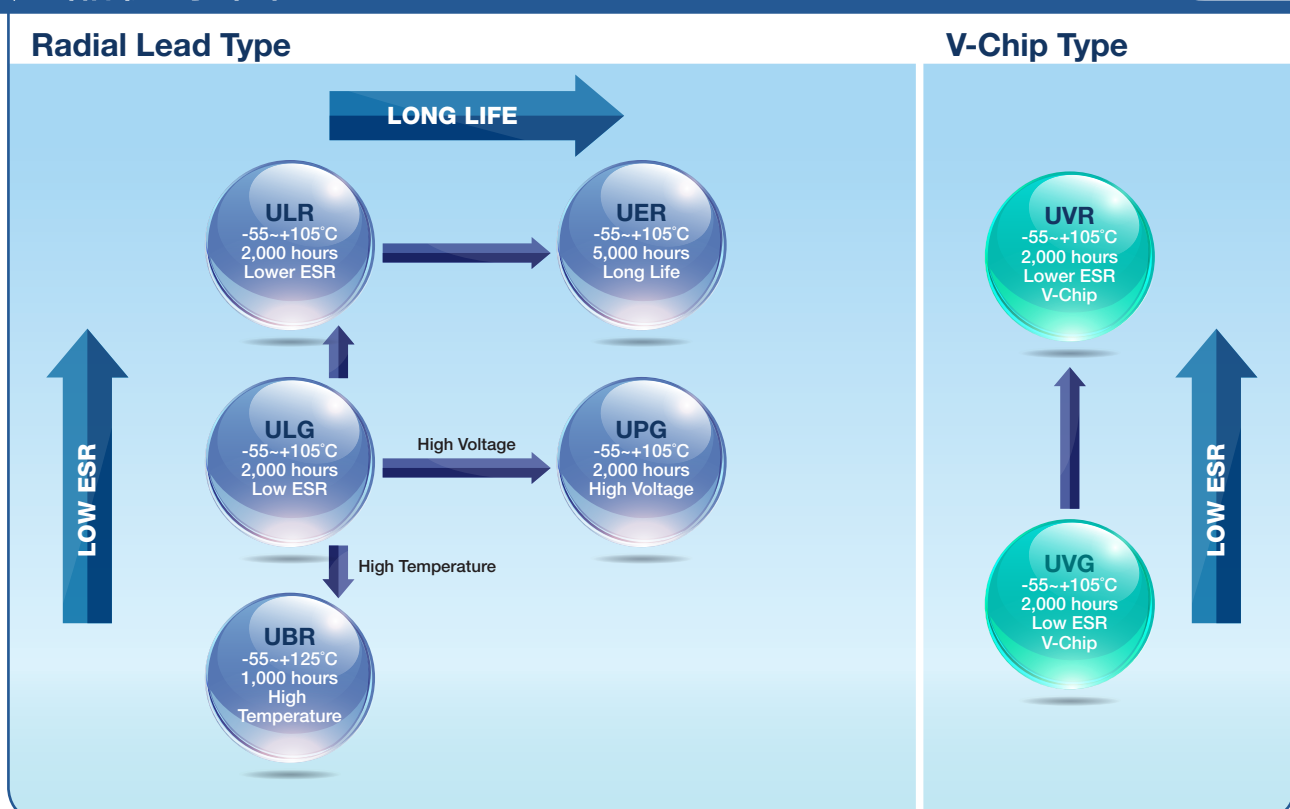 Radial Lead Type
LONG LIFE
ULR
-55~+105°C
2,000 hours
Lower ESR
UER
-55~+105°C
5,000 hours
Long Life
LOW ESR
ULG
-55~+105°C
2,000 hours
Low ESR
High Voltage
UPG
-55~+105°C
2,000 hours
High Voltage
High Temperature
UBR
-55~+125°C
1,000 hours
High
Temperature
V-Chip Type
UVR
-55~+105°C
2,000 hours
Lower ESR
V-Chip
LOW ESR
UVG
-55~+105°C
2,000 hours
Low ESR
V-Chip